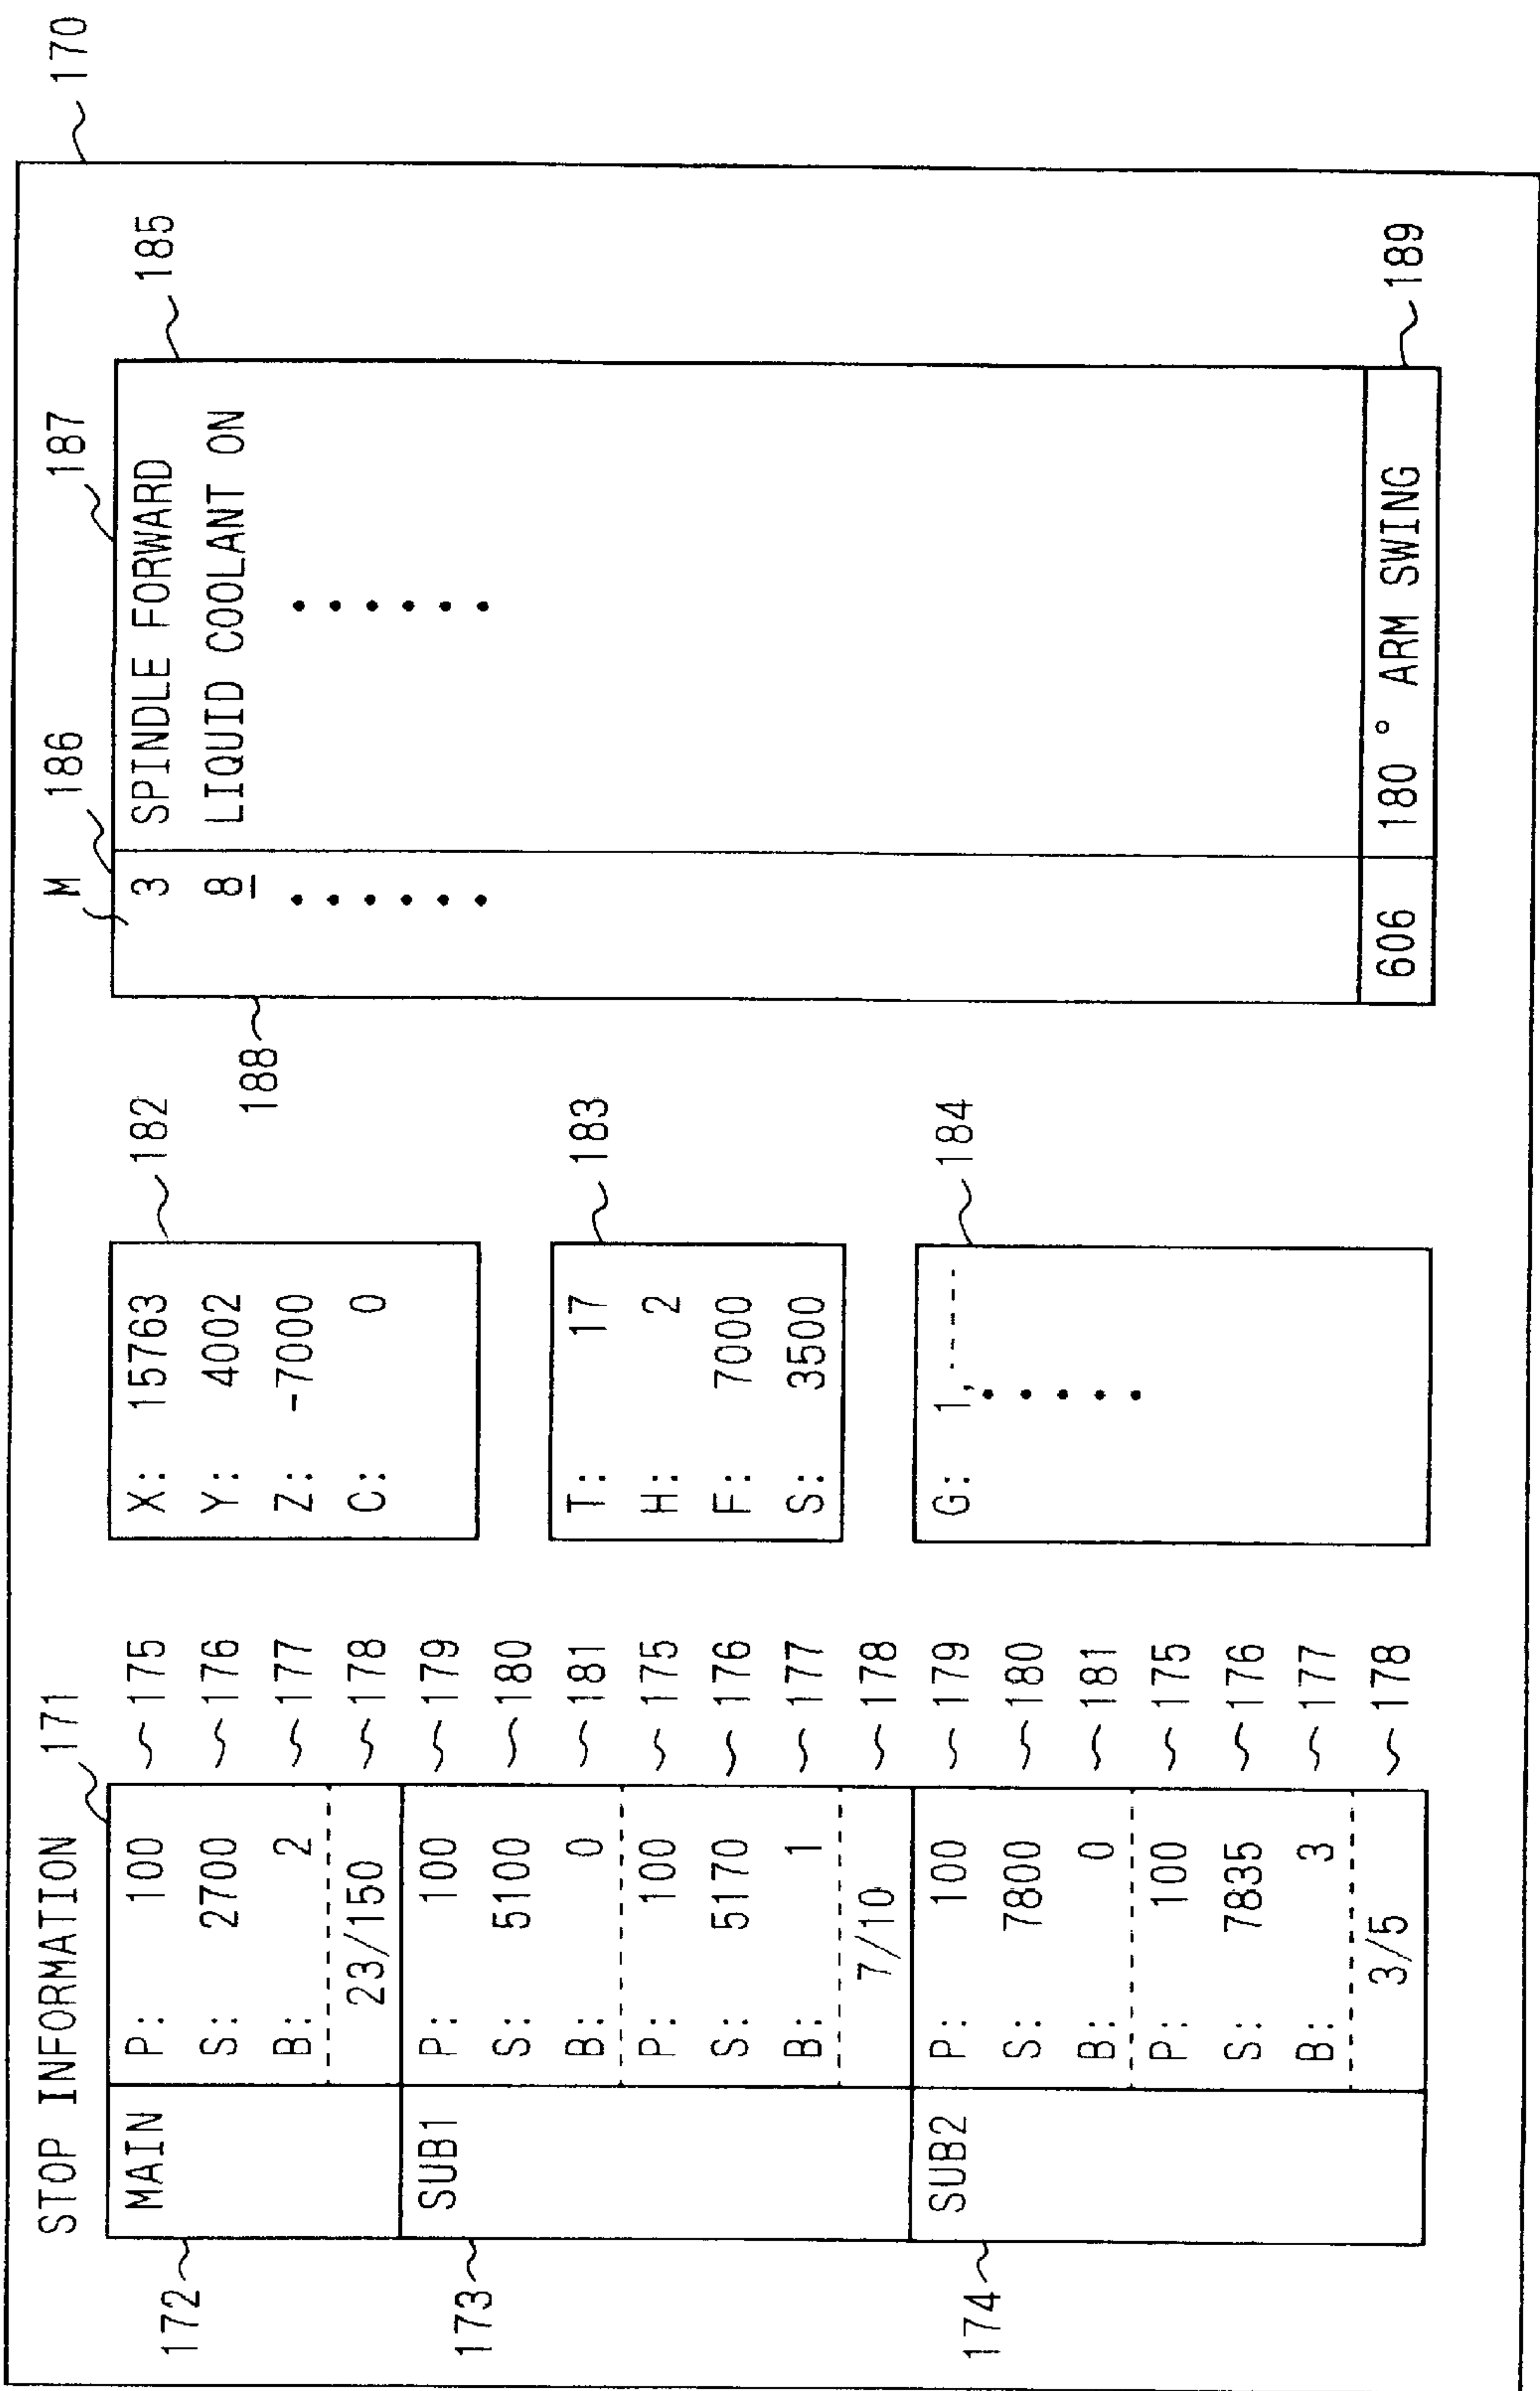 170
STOP INFORMATION
171
172
MAIN
P: 100 175
S: 2700 176
B: 2 177
23/150 178
173
SUB1
P: 100 179
S: 5100 180
B: 0 181
P: 100 175
S: 5170 176
B: 1 177
7/10 178
174
SUB2
P: 100 179
S: 7800 180
B: 0 181
P: 100 175
S: 7835 176
B: 3 177
3/5 178
182
X: 15763
Y: 4002
Z: -7000
C: 0
183
T: 17
H: 2
F: 7000
S: 3500
184
G: 1,-----
M 186 187
185
3 SPINDLE FORWARD
8 LIQUID COOLANT ON
188
606 180 ° ARM SWING
189